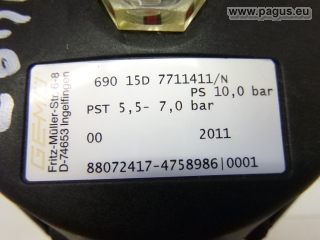 www.pagus.eu
GEMÜ
Fritz-Müller-Str. 6-8
D-74653 Ingelfingen
690 15D 7711411/N
PS 10,0 bar
PST 5,5- 7,0 bar
00 2011
88072417-4758986|0001